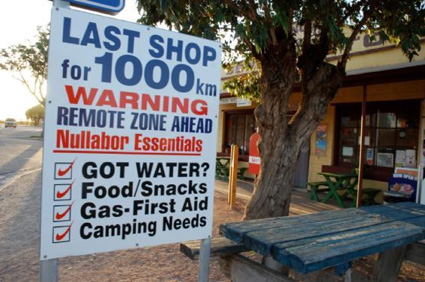 LAST SHOP
for 1000km
WARNING
REMOTE ZONE AHEAD
Nullabor Essentials
GOT WATER?
Food/Snacks
Gas-First Aid
Camping Needs